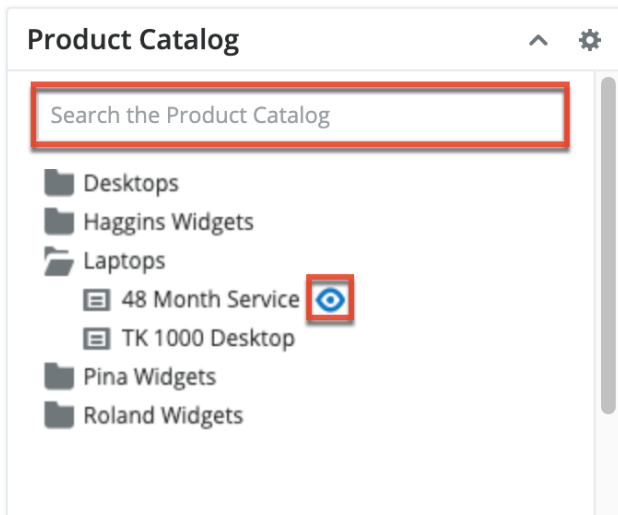 Product Catalog
Search the Product Catalog
Desktops
Haggins Widgets
Laptops
48 Month Service
TK 1000 Desktop
Pina Widgets
Roland Widgets